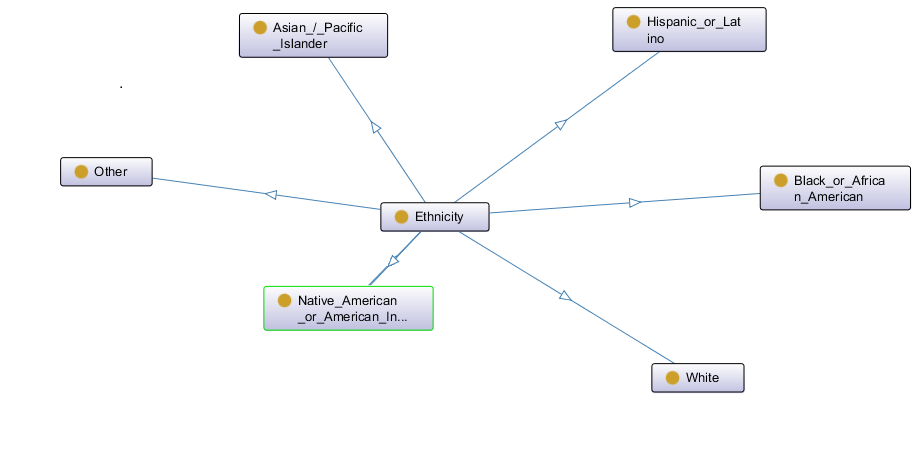 Asian_/_Pacific
_Islander
Hispanic_or_Lat
ino
.
Other
Black_or_Africa
n_American
Ethnicity
Native_American
_or_American_In...
White